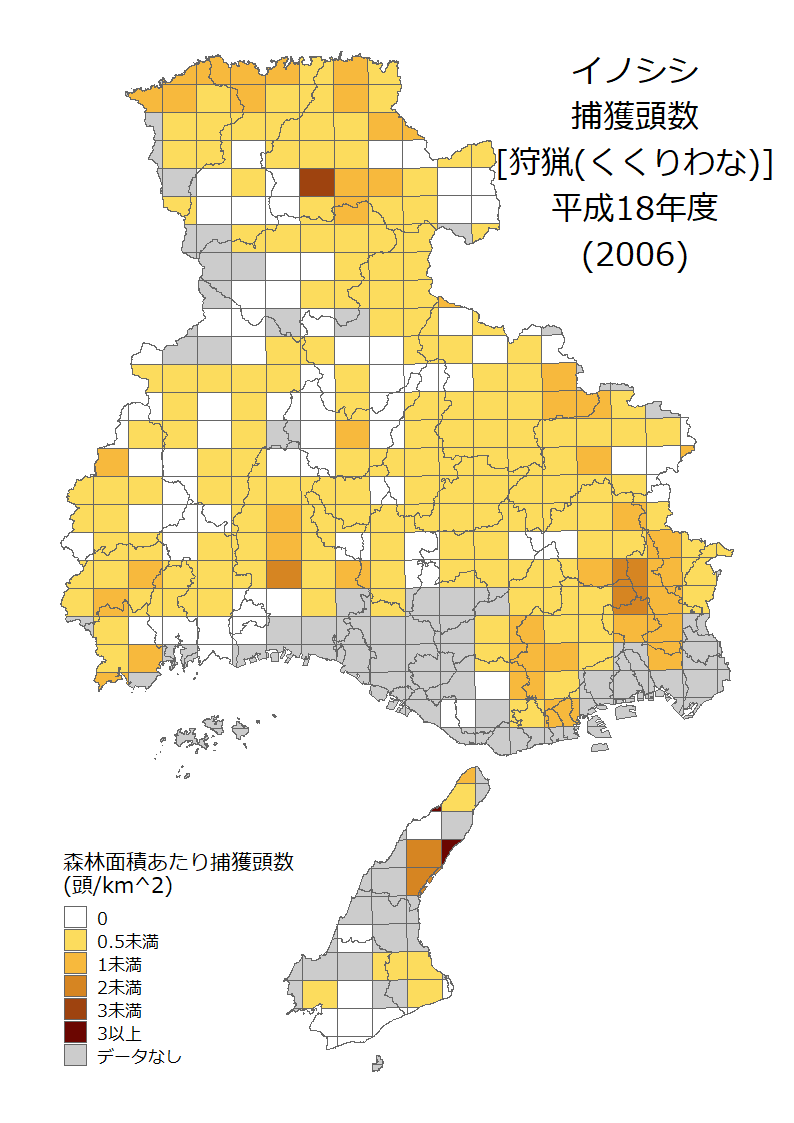 イノシシ
捕獲頭数
[狩猟(くくりわな)]
平成18年度
(2006)
森林面積あたり捕獲頭数
(頭/km^2)
0
0.5未満
1未満
2未満
3未満
3以上
データなし